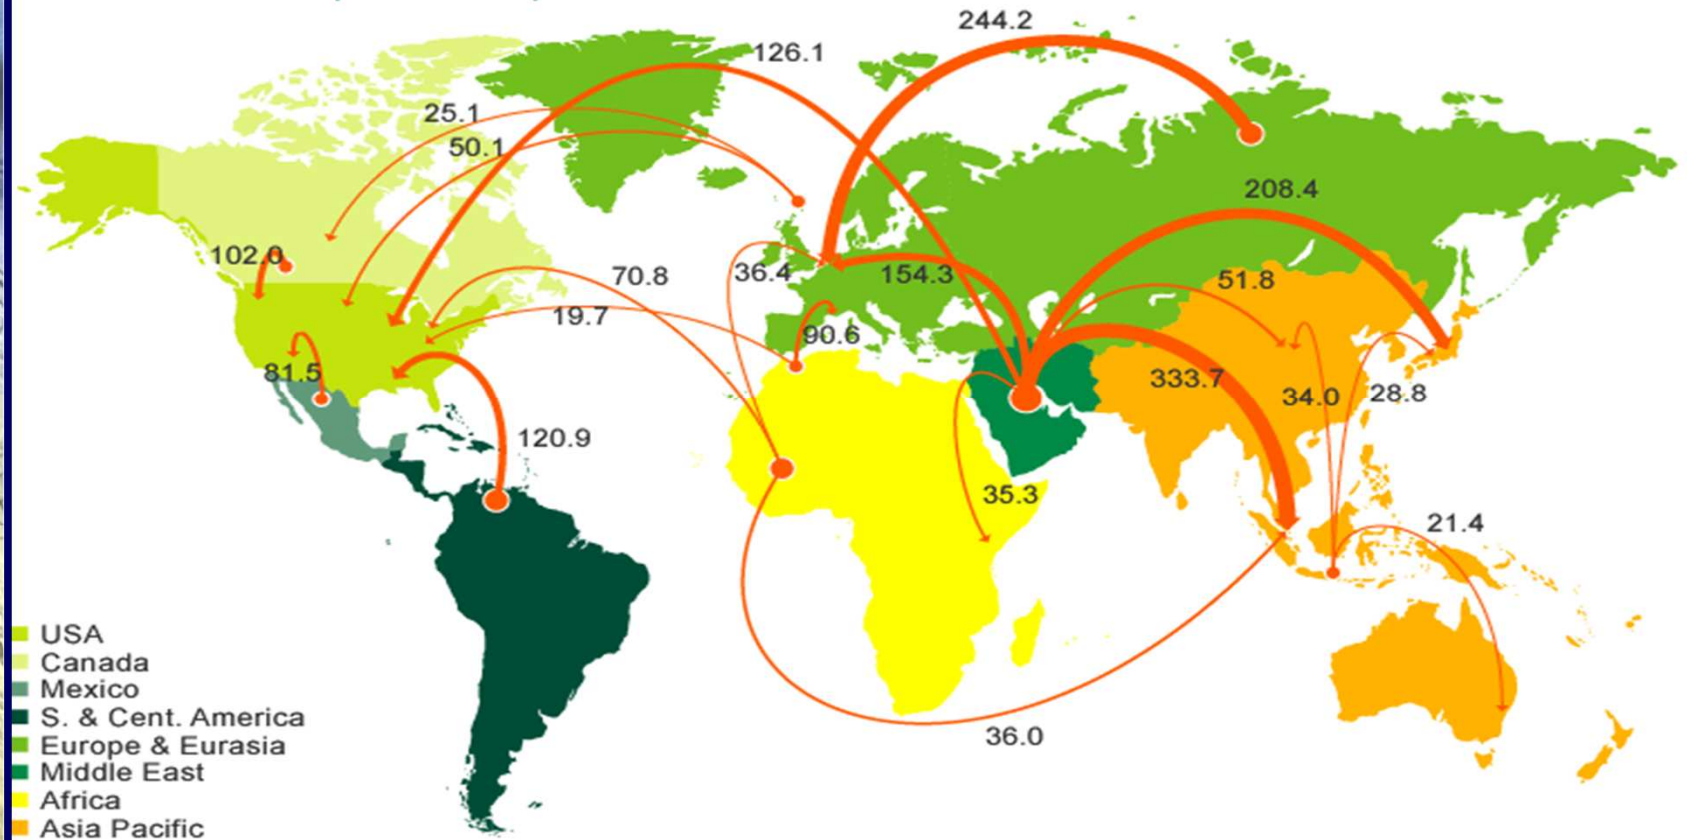 244.2
126.1
25.1
50.1
208.4
102.0
70.8
36.4
154.3
51.8
19.7
90.6
81.5
333.7
34.0
28.8
120.9
35.3
21.4
36.0
USA
Canada
Mexico
S. & Cent. America
Europe & Eurasia
Middle East
Africa
Asia Pacific